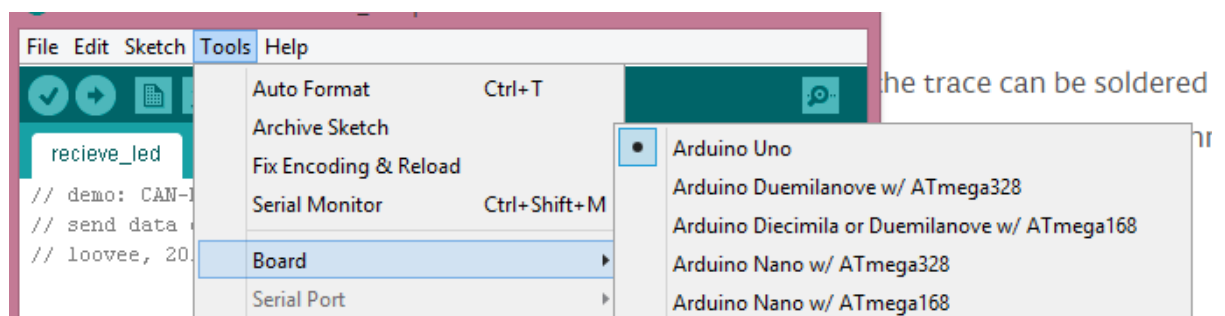 File Edit Sketch Tools Help
Auto Format Ctrl+T
Archive Sketch
Fix Encoding & Reload
Serial Monitor Ctrl+Shift+M
Board
Serial Port
recieve_led
// demo: CAN-
// send data
// loovee, 20
Arduino Uno
Arduino Duemilanove w/ ATmega328
Arduino Diecimila or Duemilanove w/ ATmega168
Arduino Nano w/ ATmega328
Arduino Nano w/ ATmega168
the trace can be soldered